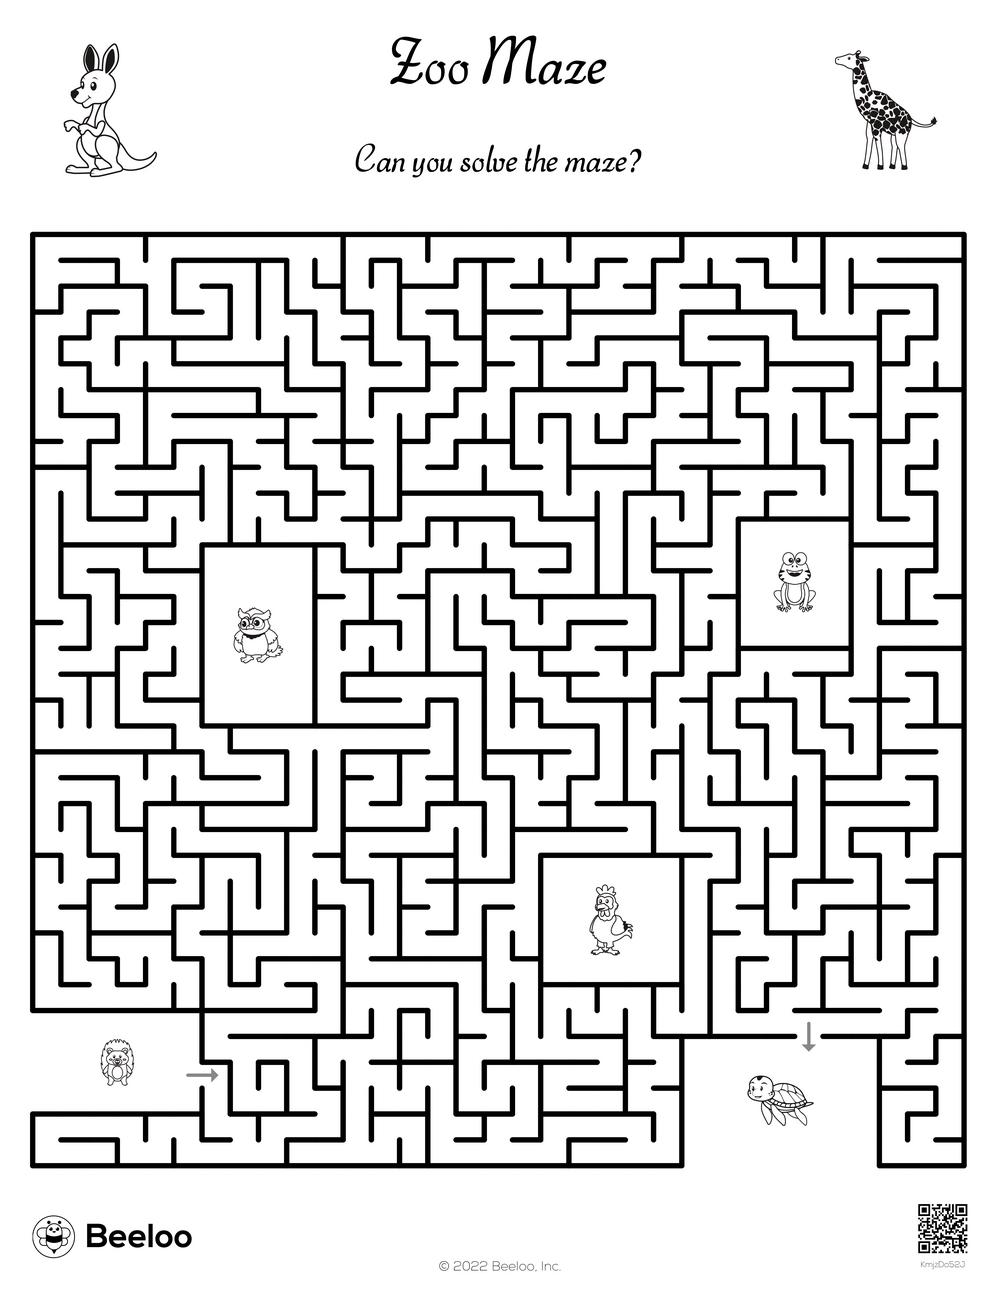 Zoo Maze
Can you solve the maze?
Beeloo
© 2022 Beeloo, Inc.
KmjzDo52J